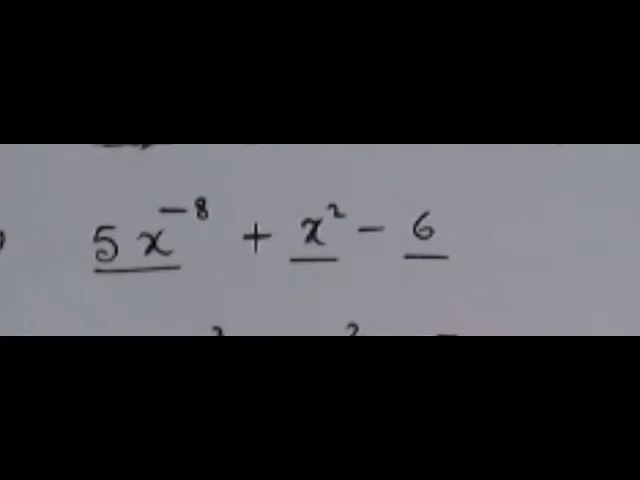 5x⁻⁸ + x² - 6